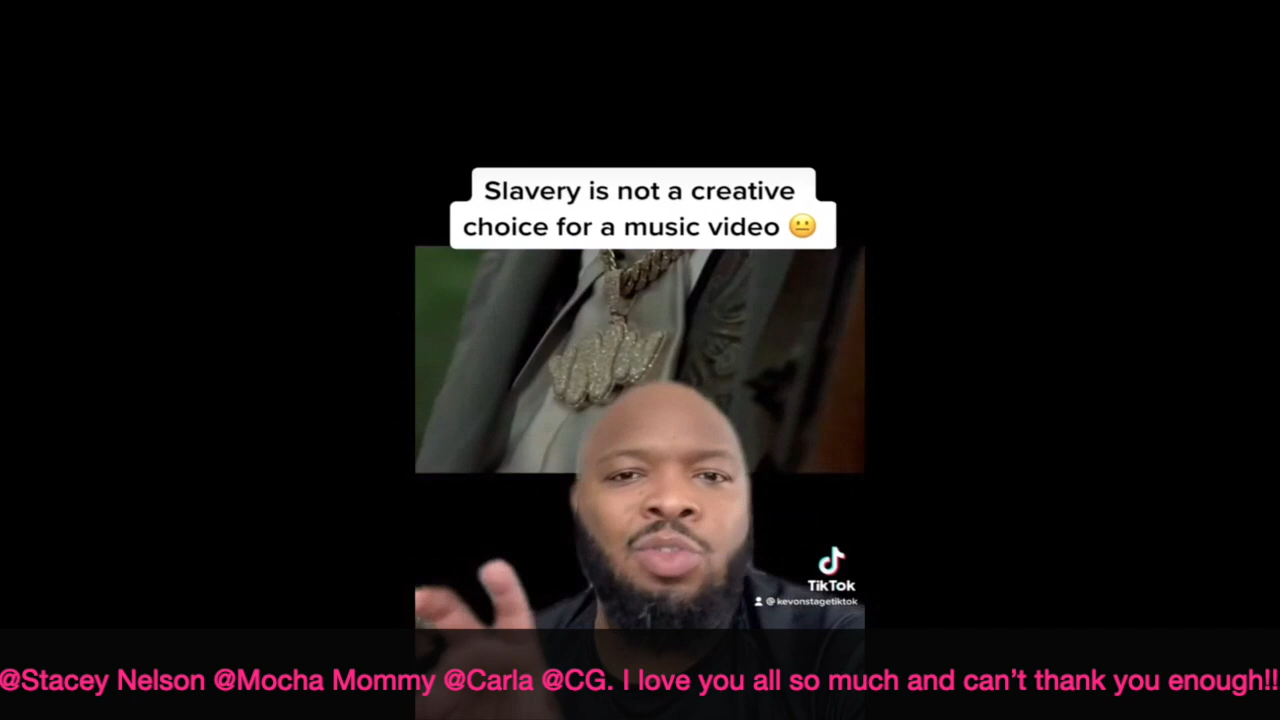 Slavery is not a creative
choice for a music video 😐
TikTok
@kevonstagetiktok
@Stacey Nelson @Mocha Mommy @Carla @CG. I love you all so much and can’t thank you enough!!